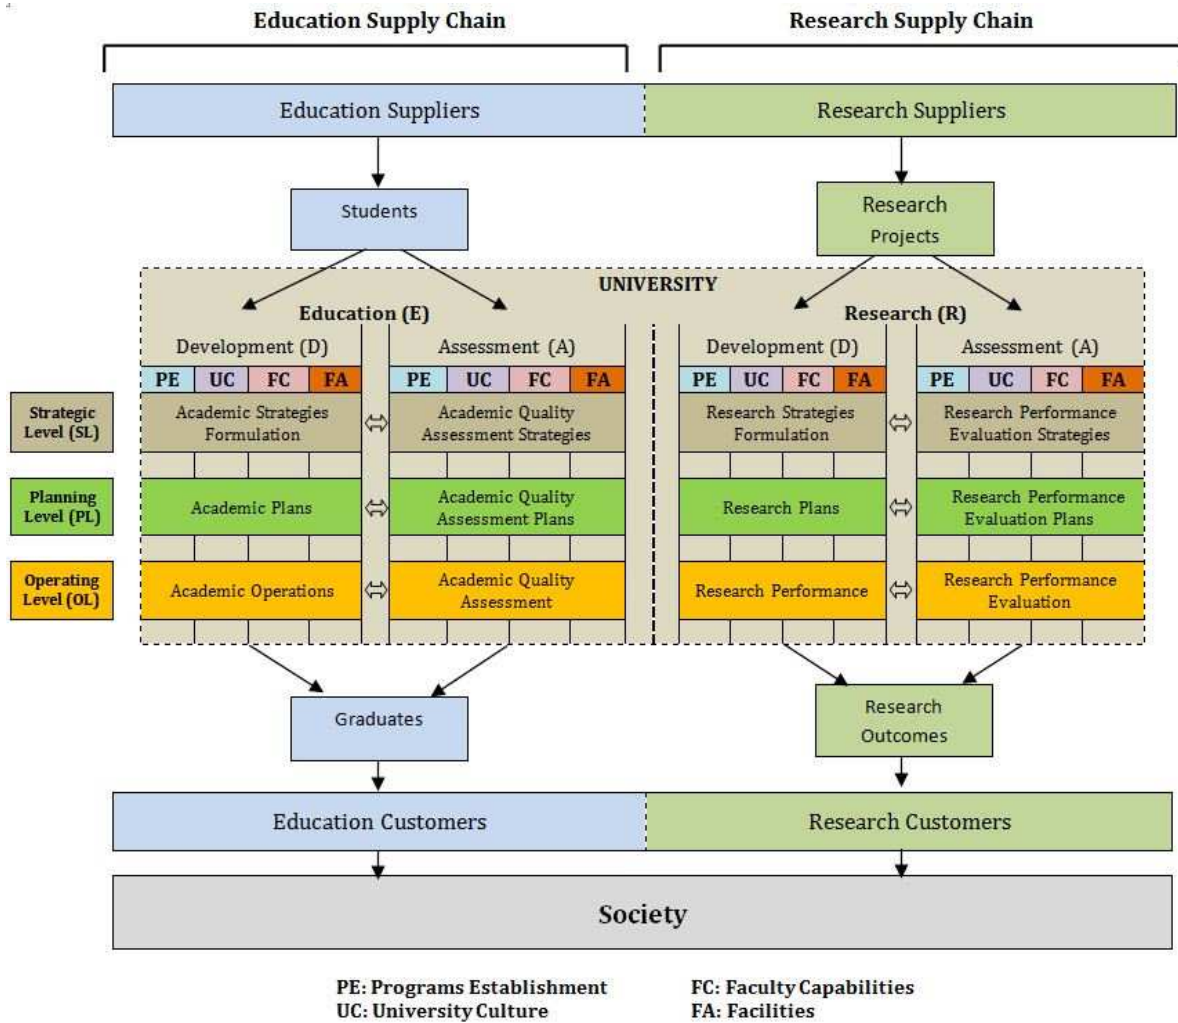 Education Supply Chain
Research Supply Chain
Education Suppliers
Research Suppliers
Students
Research
Projects
UNIVERSITY
Education (E)
Research (R)
Development (D)
Assessment (A)
Development (D)
Assessment (A)
PE UC FC FA
PE UC FC FA
PE UC FC FA
PE UC FC FA
Strategic
Level (SL)
Academic Strategies
Formulation
Academic Quality
Assessment Strategies
Research Strategies
Formulation
Research Performance
Evaluation Strategies
Planning
Level (PL)
Academic Plans
Academic Quality
Assessment Plans
Research Plans
Research Performance
Evaluation Plans
Operating
Level (OL)
Academic Operations
Academic Quality
Assessment
Research Performance
Research Performance
Evaluation
Graduates
Research
Outcomes
Education Customers
Research Customers
Society
PE: Programs Establishment
FC: Faculty Capabilities
UC: University Culture
FA: Facilities